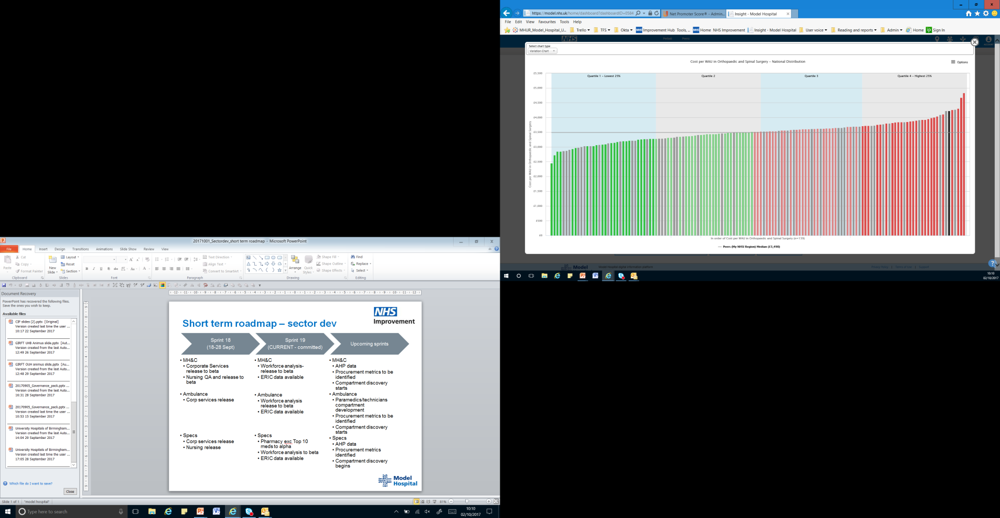 https://model.nhs.uk/home/dashboard?dashboardID=0584
Net Promoter Score® - Admin...
Insight - Model Hospital
File Edit View Favourites Tools Help
MHUR_Model_Hospital_U...
Trello
TFS
Okta
Improvement Hub Tools, ...
Home NHS Improvement
Insight - Model Hospital
User voice
Reading and reports
Admin
Home
Sign In
NHS
Select chart type
Variation Chart
Cost per WAU in Orthopaedic and Spinal Surgery - National Distribution
Options
Quartile 1 - Lowest 25%
Quartile 2
Quartile 3
Quartile 4 - Highest 25%
£5,500
£5,000
£4,500
£4,000
£3,500
£3,000
£2,500
£2,000
£1,500
£1,000
£500
£0
Cost per WAU in Orthopaedic and Spinal Surgery
In order of Cost per WAU in Orthopaedic and Spinal Surgery (n=139)
Peers (My NHSI Region) Median (£3,490)
Model
10:10
02/10/2017
20171001_Sectordev_short term roadmap - Microsoft PowerPoint
File Home Insert Design Transitions Animations Slide Show Review View
Paste
Cut
Copy
Format Painter
Clipboard
New Slide
Layout
Reset
Section
Slides
Font
Text Direction
Align Text
Convert to SmartArt
Paragraph
Arrange
Quick Styles
Shape Fill
Shape Outline
Shape Effects
Drawing
Find
Replace
Select
Editing
Document Recovery
PowerPoint has recovered the following files.
Save the ones you wish to keep.
Available files
CIP slides (2).pptx [Original]
Version created last time the user ...
10:17 22 September 2017
GIRFT UHB Animus slide.pptx [Aut...
Version created from the last Auto...
12:49 26 September 2017
GIRFT OUH animus slide.pptx [Au...
Version created from the last Auto...
12:48 29 September 2017
20170905_Governance_pack.pptx ...
Version created from the last Auto...
16:31 28 September 2017
20170905_Governance_pack.pptx ...
Version created from the last Auto...
10:53 15 September 2017
University Hospitals of Birmingham...
Version created from the last Auto...
14:04 29 September 2017
University Hospitals of Birmingham...
Version created from the last Auto...
17:05 28 September 2017
Which file do I want to save?
Close
NHS
Improvement
Short term roadmap – sector dev
Sprint 18
(18-28 Sept)
Sprint 19
(CURRENT - committed)
Upcoming sprints
• MH&C
• Corporate Services
release to beta
• Nursing QA and release to
beta
• Ambulance
• Corp services release
• Specs
• Corp services release
• Nursing release
• MH&C
• Workforce analysis-
release to beta
• ERIC data available
• Ambulance
• Workforce analysis
release to beta
• ERIC data available
• Specs
• Pharmacy exc Top 10
meds to alpha
• Workforce analysis to beta
• ERIC data available
• MH&C
• AHP data
• Procurement metrics to be
identified
• Compartment discovery
starts
• Ambulance
• Paramedics/technicians
compartment
development
• Procurement metrics to be
identified
• Compartment discovery
starts
• Specs
• AHP data
• Procurement metrics
identified
• Compartment discovery
begins
Model
Hospital
Slide 1 of 1 "model hospital"
81%
Type here to search
10:10
02/10/2017